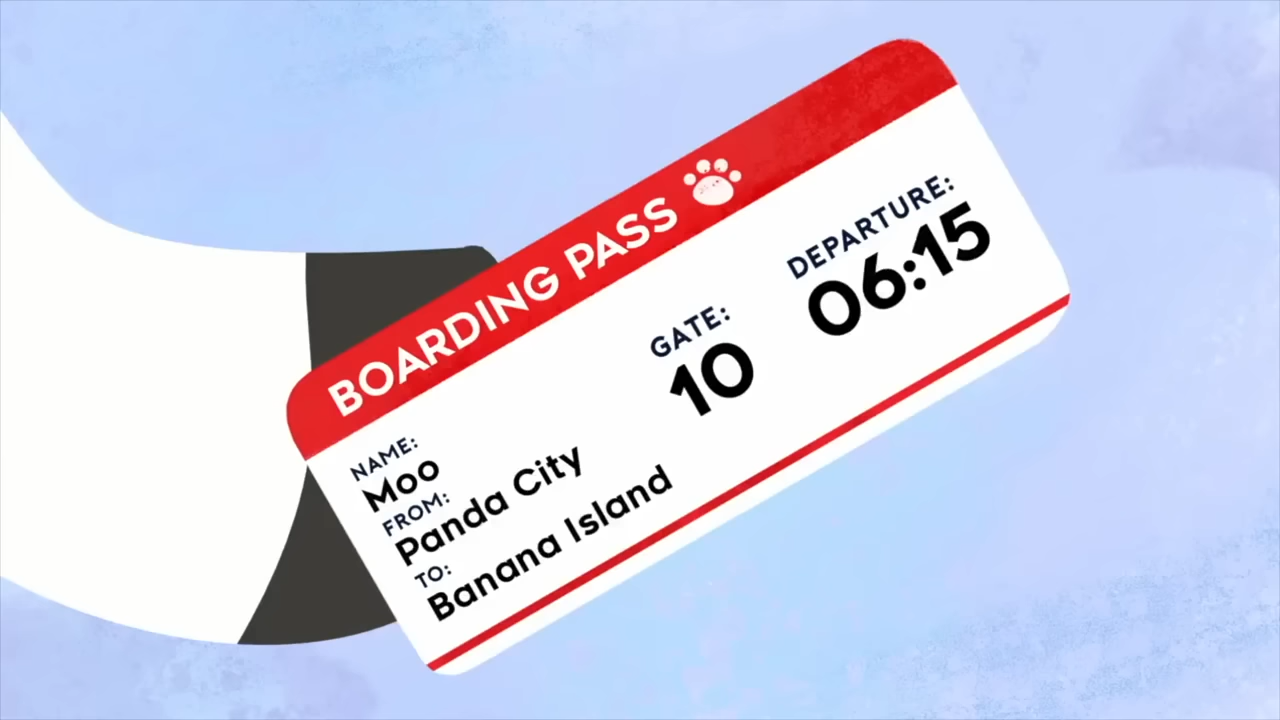 BOARDING PASS
NAME:
Moo
FROM:
Panda City
TO:
Banana Island
GATE:
10
DEPARTURE:
06:15